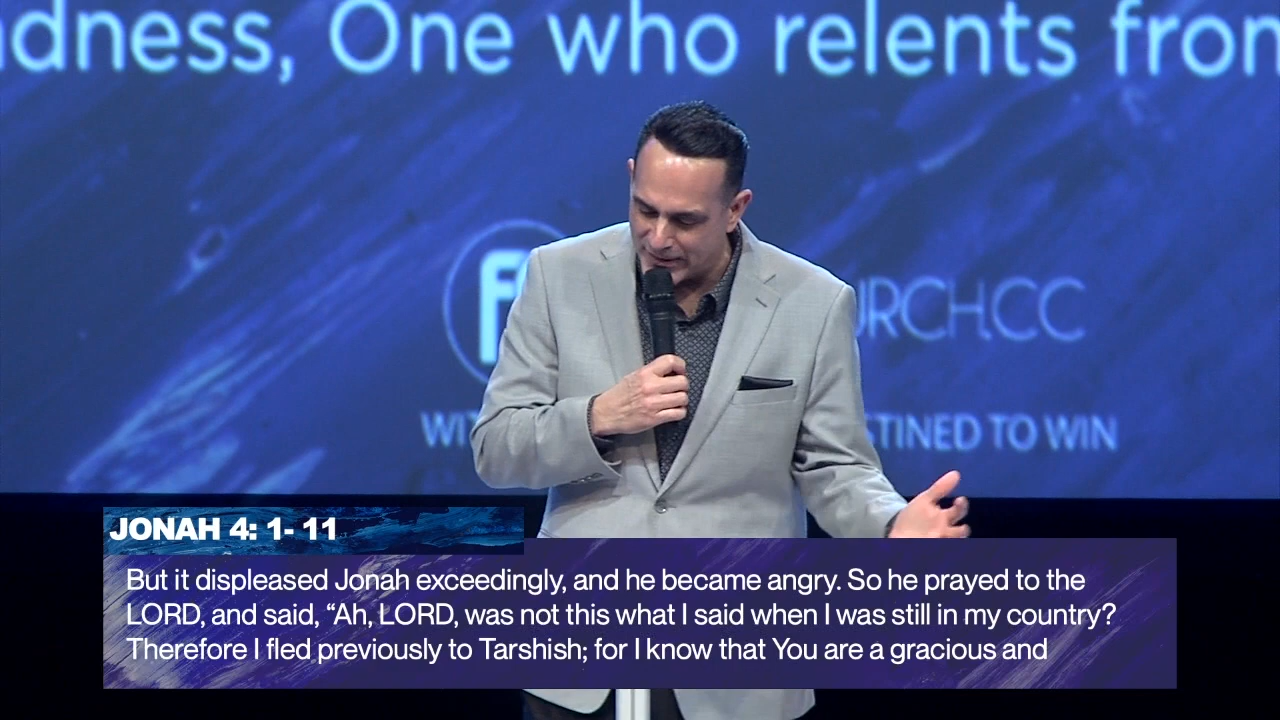 dness, One who relents from
URCH.CC
TO WIN
JONAH 4: 1- 11
But it displeased Jonah exceedingly, and he became angry. So he prayed to the
LORD, and said, “Ah, LORD, was not this what I said when I was still in my country?
Therefore I fled previously to Tarshish; for I know that You are a gracious and